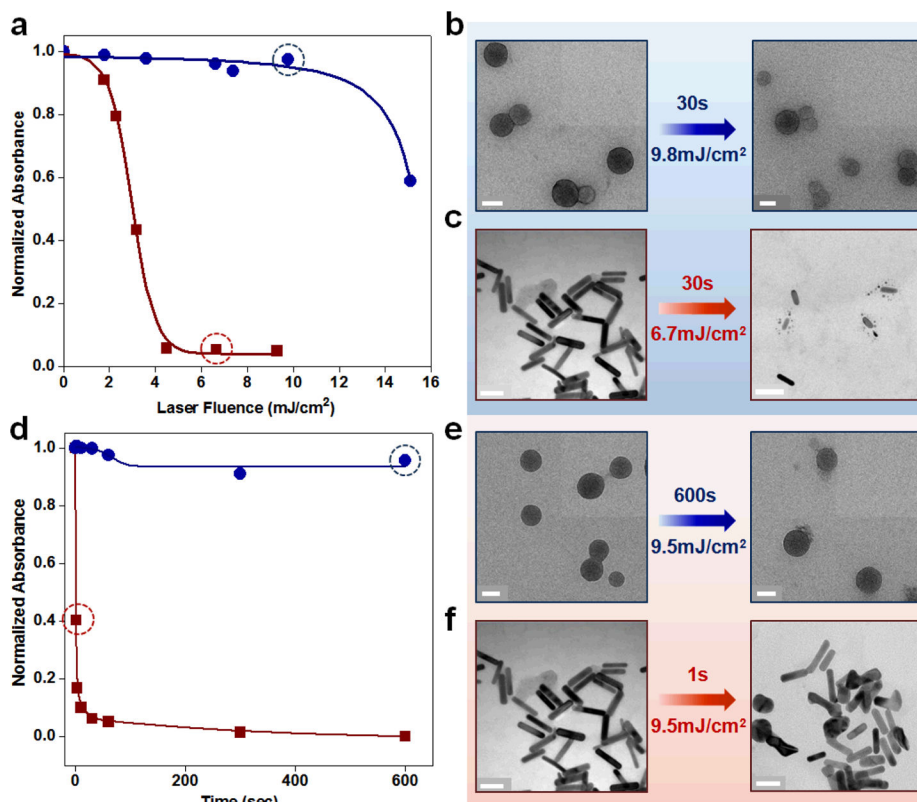 a
1.0
0.8
0.6
0.4
0.2
0.0
Normalized Absorbance
0 2 4 6 8 10 12 14 16
Laser Fluence (mJ/cm²)
b
30s
9.8mJ/cm²
c
30s
6.7mJ/cm²
d
1.0
0.8
0.6
0.4
0.2
0.0
Normalized Absorbance
0 200 400 600
Time (sec)
e
600s
9.5mJ/cm²
f
1s
9.5mJ/cm²